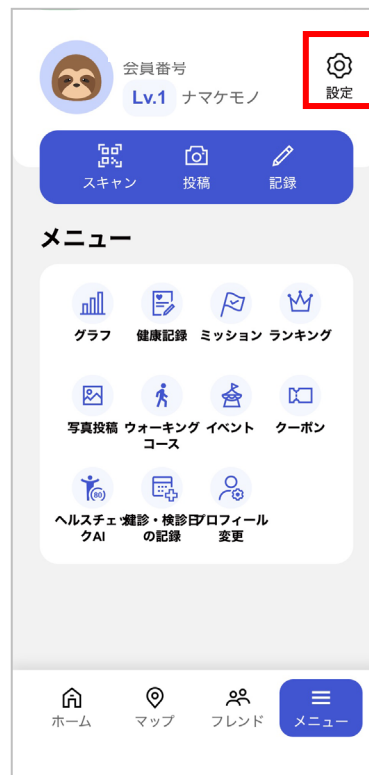 会員番号
Lv.1 ナマケモノ
設定
スキャン 投稿 記録
メニュー
グラフ 健康記録 ミッション ランキング
写真投稿 ウォーキング
コース イベント クーポン
ヘルスチェッ
クAI 健診・検診日
の記録 プロフィール
変更
80
ホーム マップ フレンド メニュー